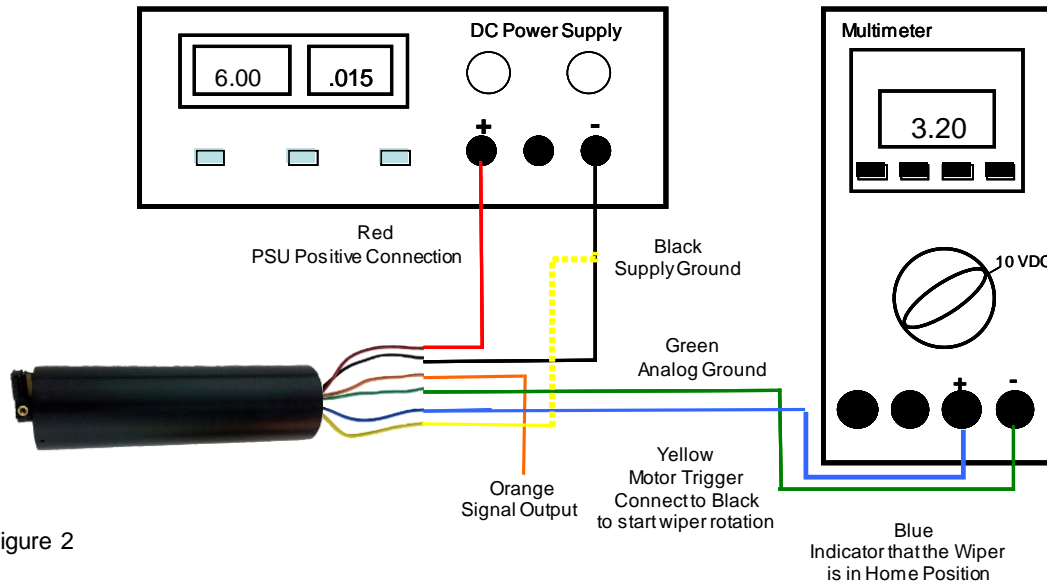 DC Power Supply
6.00
.015
+
-
Multimeter
3.20
10 VDC
+
-
Red
PSU Positive Connection
Black
Supply Ground
Green
Analog Ground
Yellow
Motor Trigger
Connect to Black
to start wiper rotation
Orange
Signal Output
Blue
Indicator that the Wiper
is in Home Position
igure 2